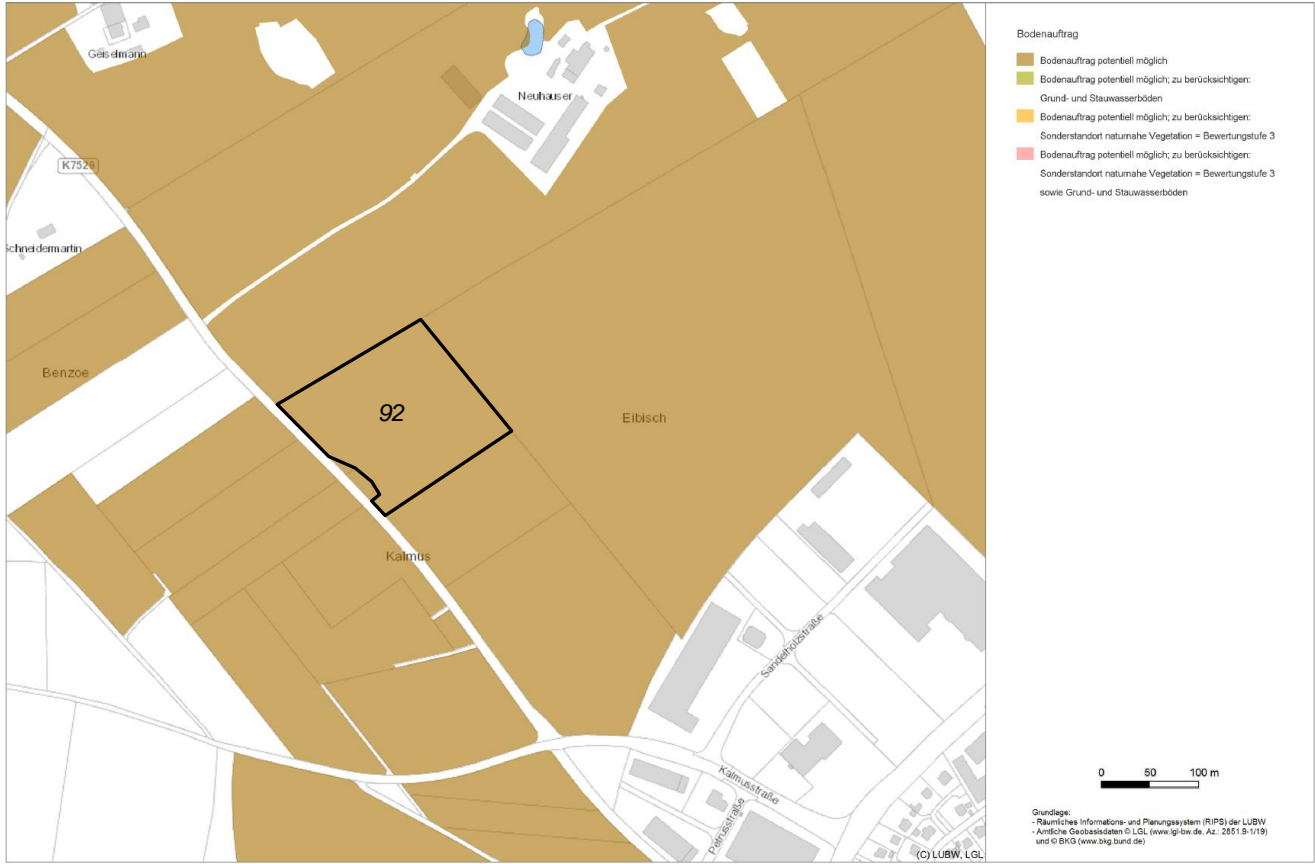 Geiselmann
Neuhauser
K7529
Schneidermartin
Benzoe
92
Eibisch
Kalmus
Sandelholzstraße
Kalmusstraße
Petrusstraße
(C) LUBW, LGL
Bodenauftrag
Bodenauftrag potentiell möglich
Bodenauftrag potentiell möglich; zu berücksichtigen:
Grund- und Stauwasserböden
Bodenauftrag potentiell möglich; zu berücksichtigen:
Sonderstandort naturnahe Vegetation = Bewertungstufe 3
Bodenauftrag potentiell möglich; zu berücksichtigen:
Sonderstandort naturnahe Vegetation = Bewertungstufe 3
sowie Grund- und Stauwasserböden
0 50 100 m
Grundlage:
- Räumliches Informations- und Planungssystem (RIPS) der LUBW
- Amtliche Geobasisdaten © LGL (www.lgl-bw.de, Az.: 2851.9-1/19)
und © BKG (www.bkg.bund.de)